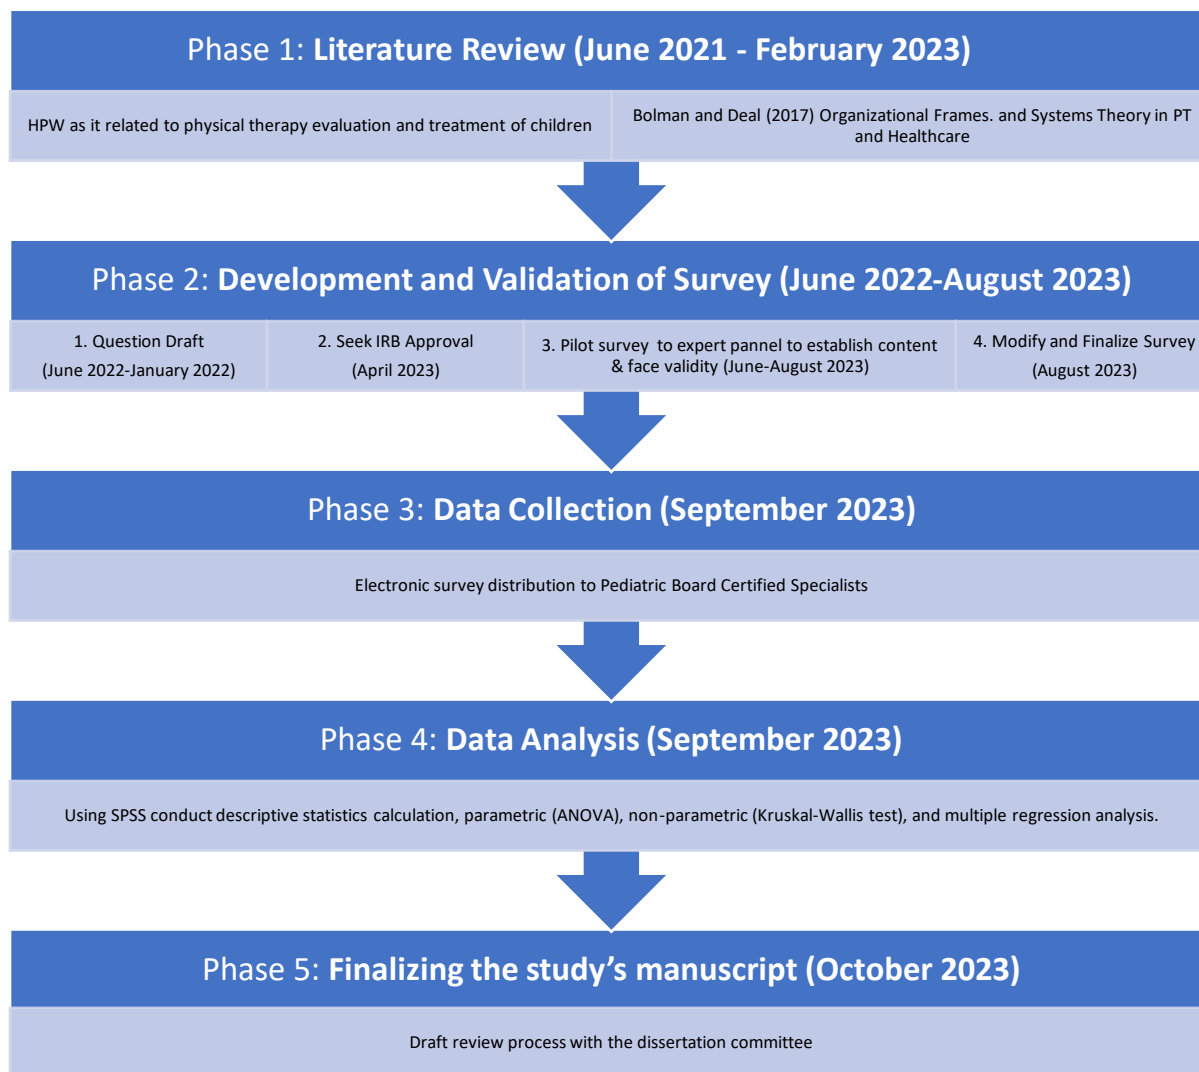 Phase 1: Literature Review (June 2021 - February 2023)
HPW as it related to physical therapy evaluation and treatment of children
Bolman and Deal (2017) Organizational Frames. and Systems Theory in PT
and Healthcare
Phase 2: Development and Validation of Survey (June 2022-August 2023)
1. Question Draft
(June 2022-January 2022)
2. Seek IRB Approval
(April 2023)
3. Pilot survey to expert pannel to establish content
& face validity (June-August 2023)
4. Modify and Finalize Survey
(August 2023)
Phase 3: Data Collection (September 2023)
Electronic survey distribution to Pediatric Board Certified Specialists
Phase 4: Data Analysis (September 2023)
Using SPSS conduct descriptive statistics calculation, parametric (ANOVA), non-parametric (Kruskal-Wallis test), and multiple regression analysis.
Phase 5: Finalizing the study’s manuscript (October 2023)
Draft review process with the dissertation committee